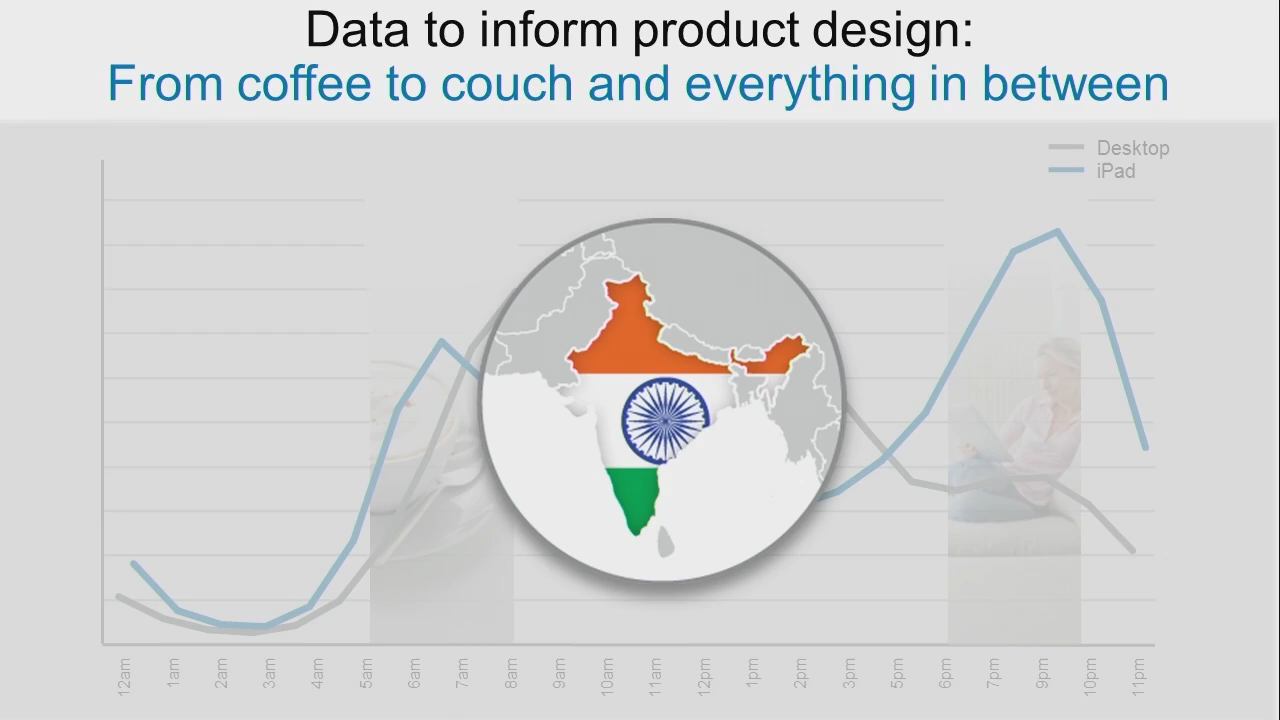 Data to inform product design:
From coffee to couch and everything in between
Desktop
iPad
12am
1am
2am
3am
4am
5am
6am
7am
8am
9am
10am
11am
12pm
1pm
2pm
3pm
4pm
5pm
6pm
7pm
9pm
10pm
11pm